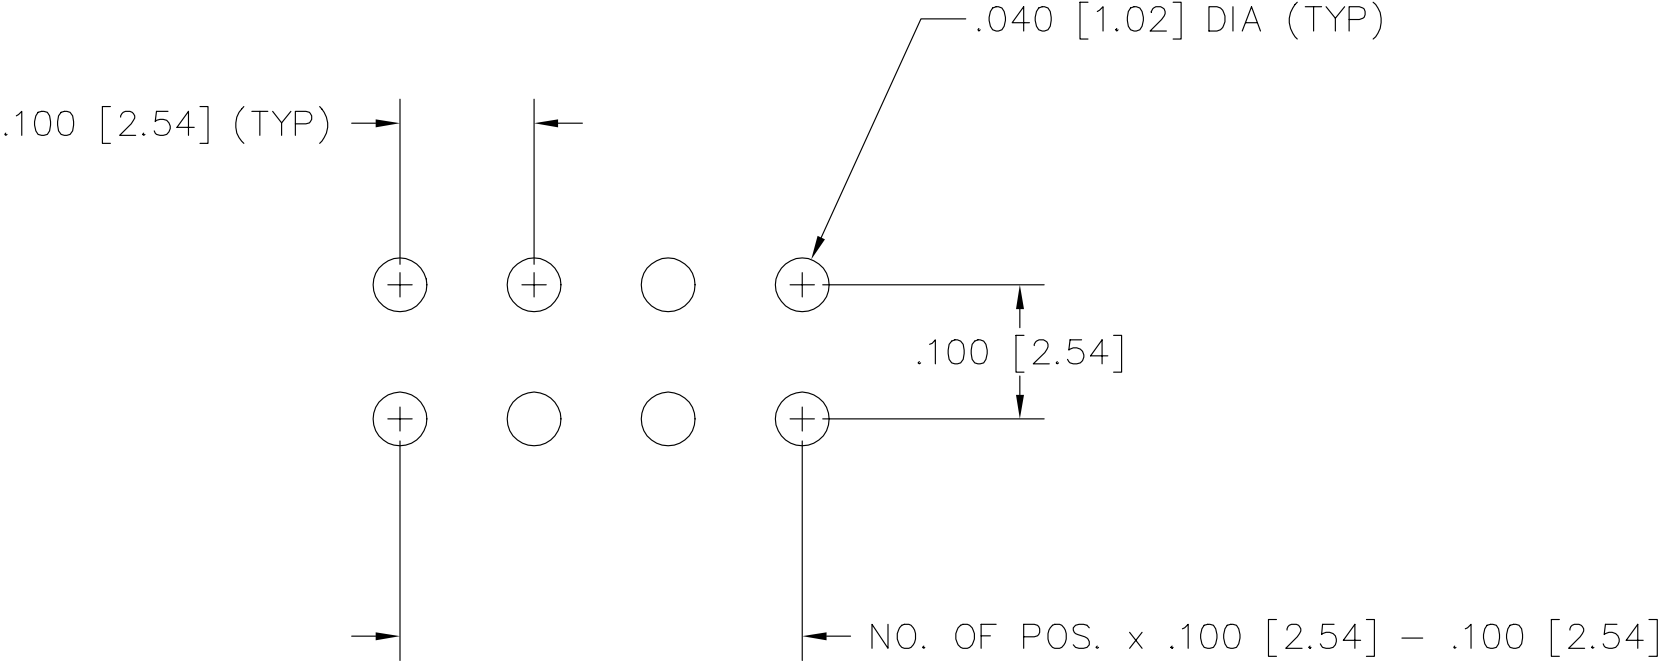 .040 [1.02] DIA (TYP)
.100 [2.54] (TYP)
.100 [2.54]
NO. OF POS. x .100 [2.54] – .100 [2.54]